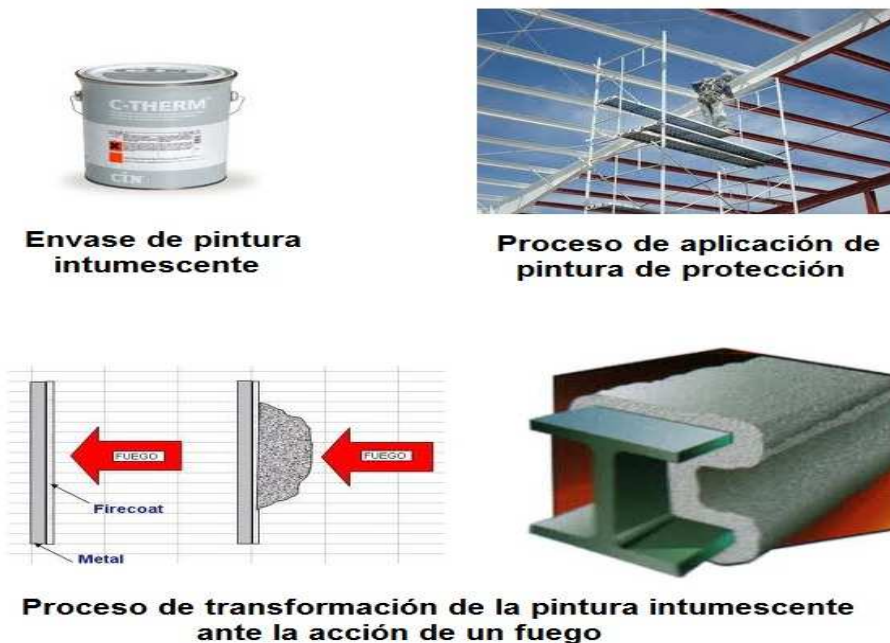 C-THERM
CIN
Envase de pintura
intumescente
Proceso de aplicación de
pintura de protección
FUEGO
FUEGO
Firecoat
Metal
Proceso de transformación de la pintura intumescente
ante la acción de un fuego